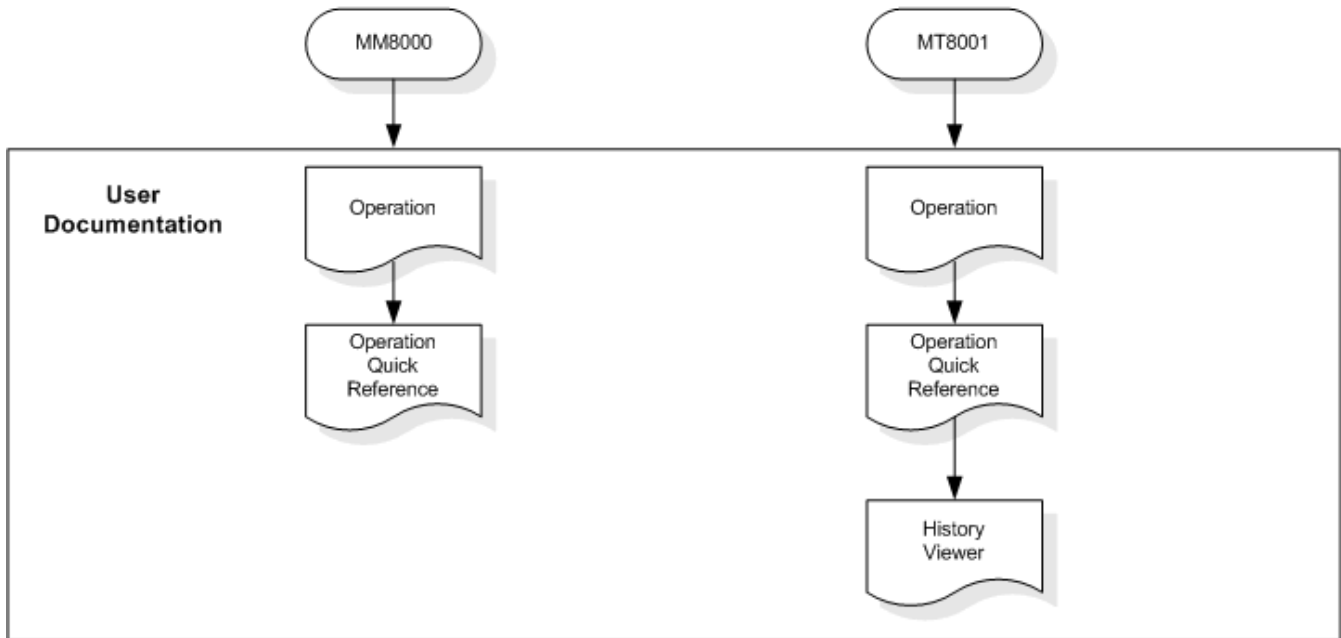 MM8000
MT8001
User
Documentation
Operation
Operation
Operation
Quick
Reference
Operation
Quick
Reference
History
Viewer